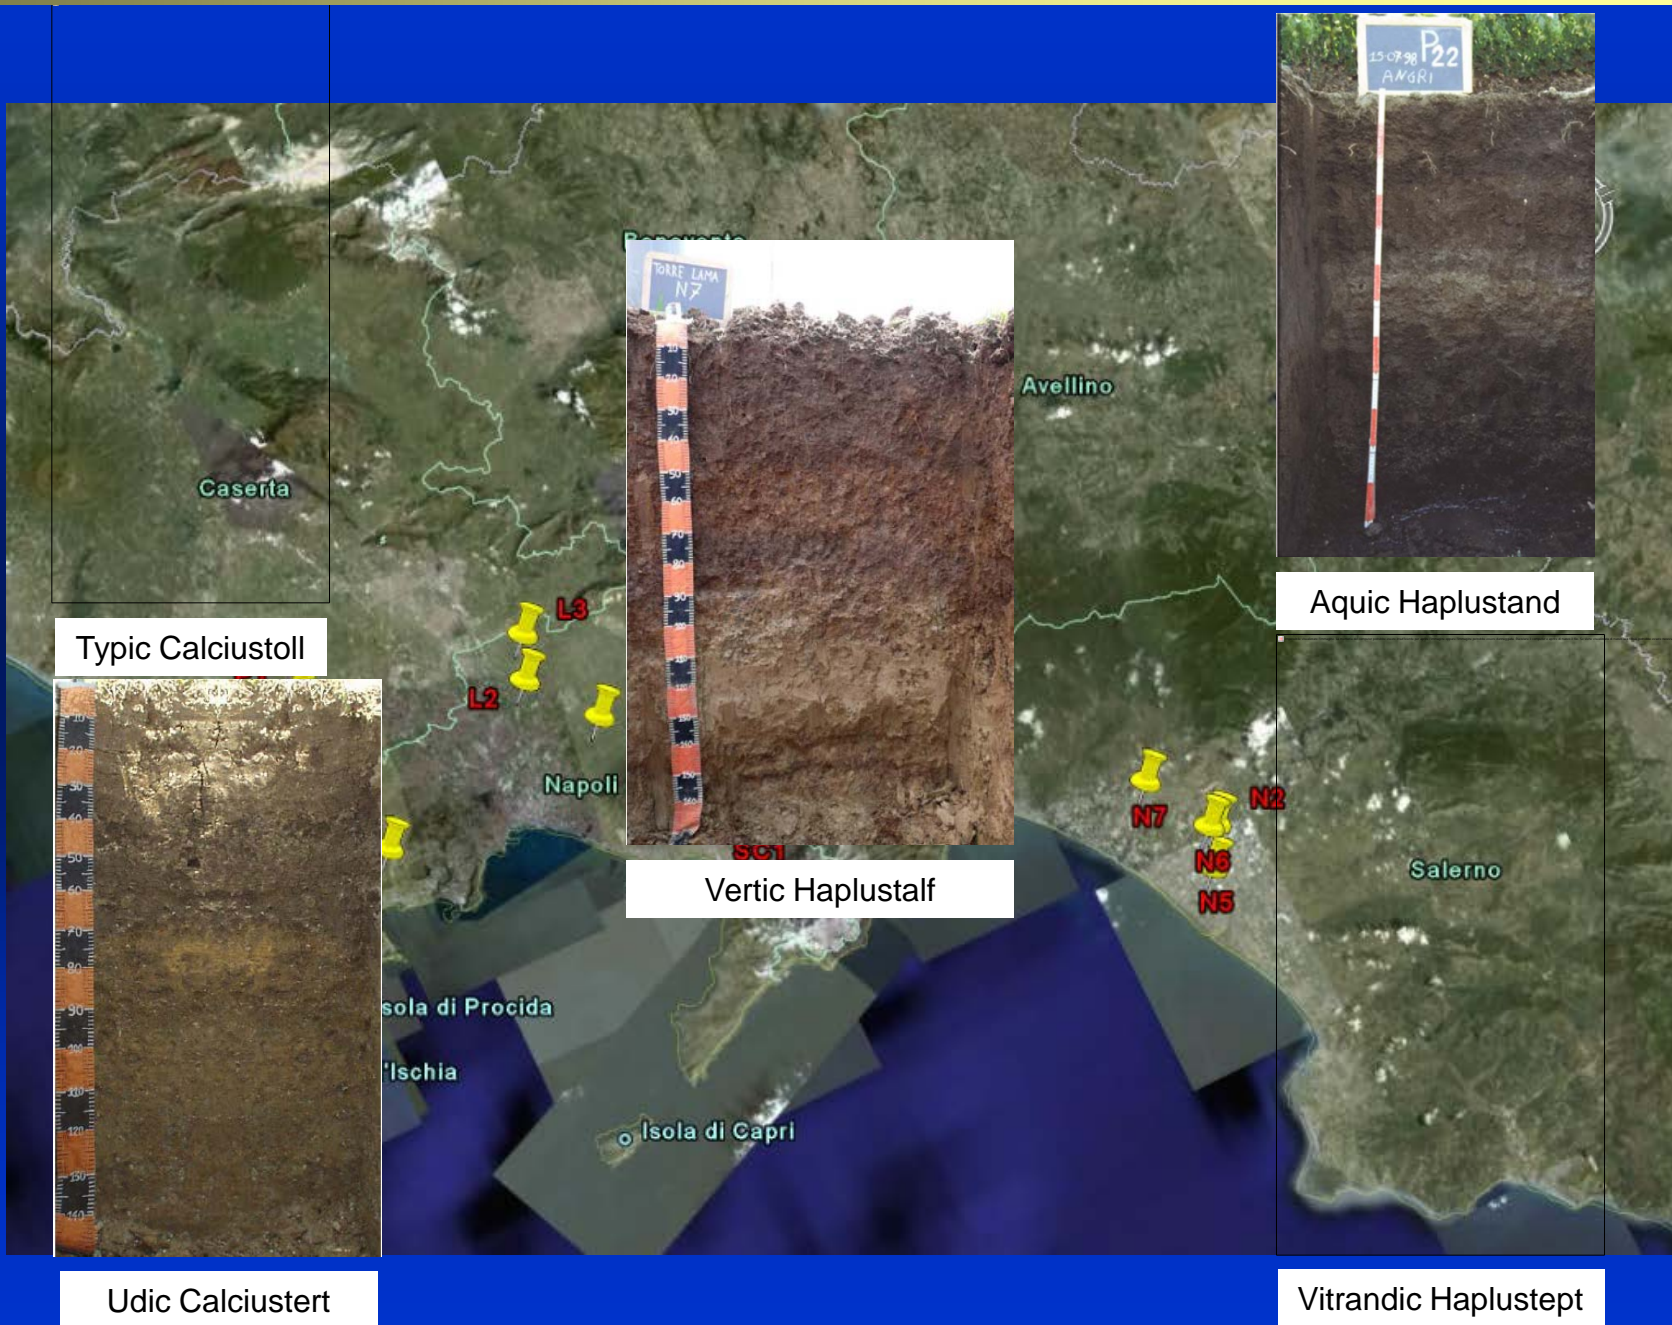 15-07-98 P22
ANGRI
Benevento
TORRE LAMA
N7
Avellino
Caserta
Aquic Haplustand
L3
Typic Calciustoll
L2
Napoli
N7
N2
SC1
N6
Salerno
Vertic Haplustalf
N5
sola di Procida
'Ischia
Isola di Capri
Udic Calciustert
Vitrandic Haplustept